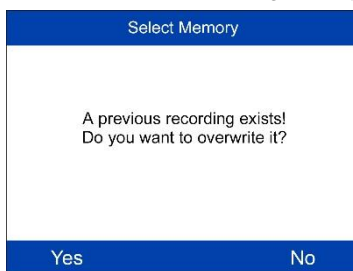 Select Memory
A previous recording exists!
Do you want to overwrite it?
Yes No